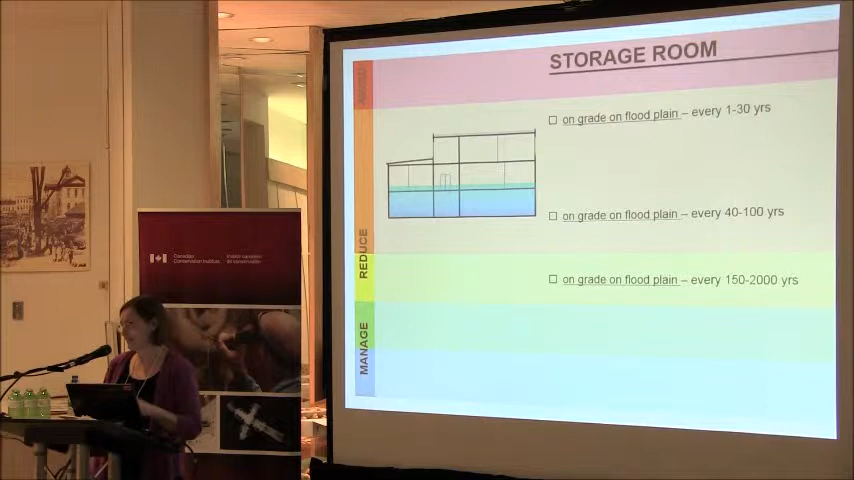 STORAGE ROOM
on grade on flood plain – every 1-30 yrs
on grade on flood plain – every 40-100 yrs
on grade on flood plain – every 150-2000 yrs
REDUCE
MANAGE
Canadian
Conservation Institute
Institut canadien
de conservation